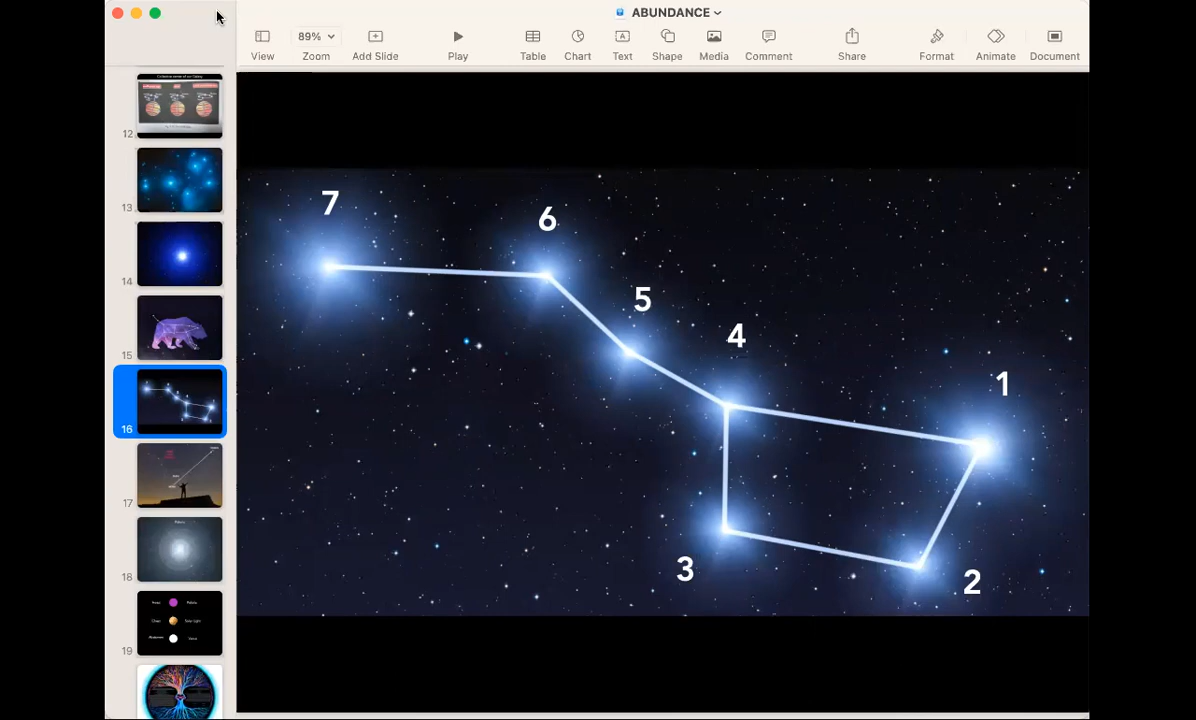 ABUNDANCE
89%
View
Zoom
Add Slide
Play
Table
Chart
Text
Shape
Media
Comment
Share
Format
Animate
Document
12
13
14
15
16
17
18
Polaris
19
7
6
5
4
1
3
2